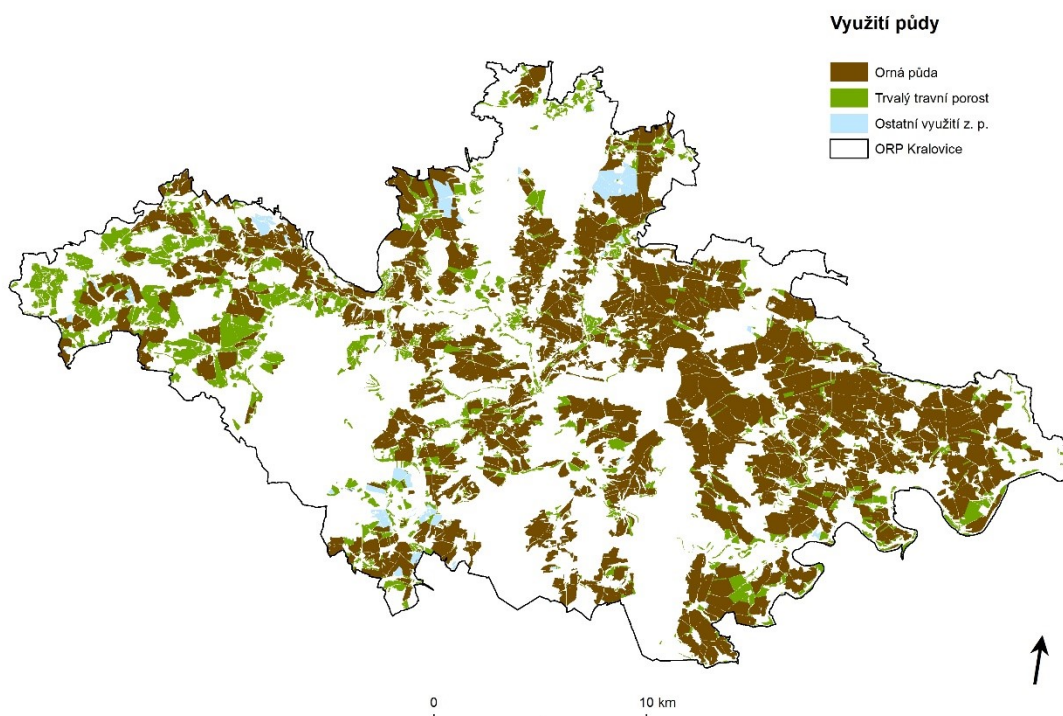 Využití půdy
Orná půda
Trvalý travní porost
Ostatní využití z. p.
ORP Kralovice
0 10 km